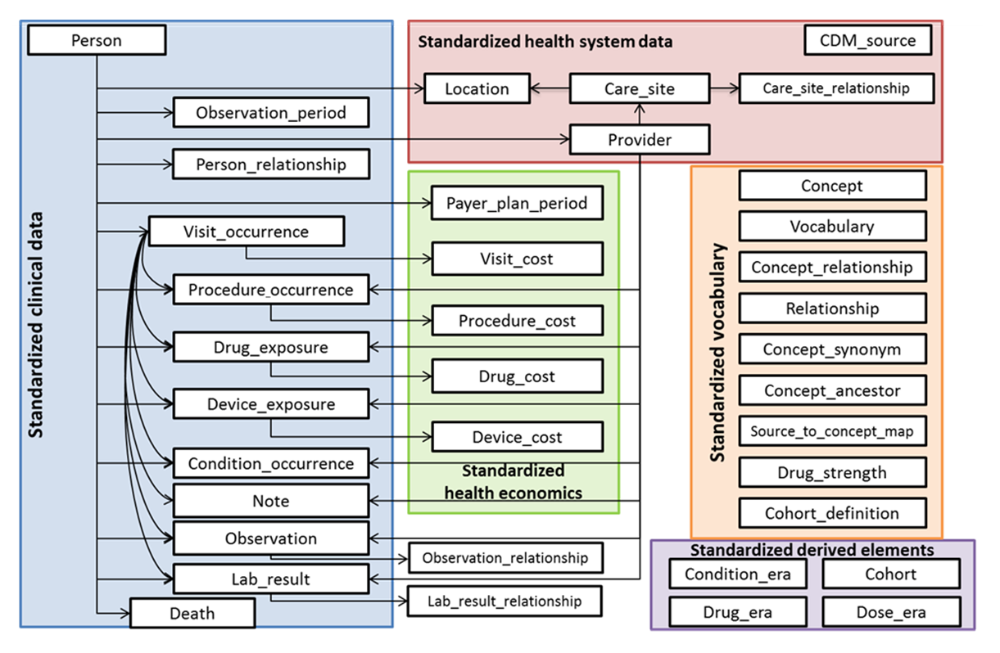 Person
Standardized clinical data
Observation_period
Person_relationship
Visit_occurrence
Procedure_occurrence
Drug_exposure
Device_exposure
Condition_occurrence
Note
Observation
Lab_result
Death
Standardized health system data
CDM_source
Location
Care_site
Care_site_relationship
Provider
Payer_plan_period
Visit_cost
Procedure_cost
Drug_cost
Device_cost
Standardized
health economics
Observation_relationship
Lab_result_relationship
Standardized vocabulary
Concept
Vocabulary
Concept_relationship
Relationship
Concept_synonym
Concept_ancestor
Source_to_concept_map
Drug_strength
Cohort_definition
Standardized derived elements
Condition_era
Cohort
Drug_era
Dose_era